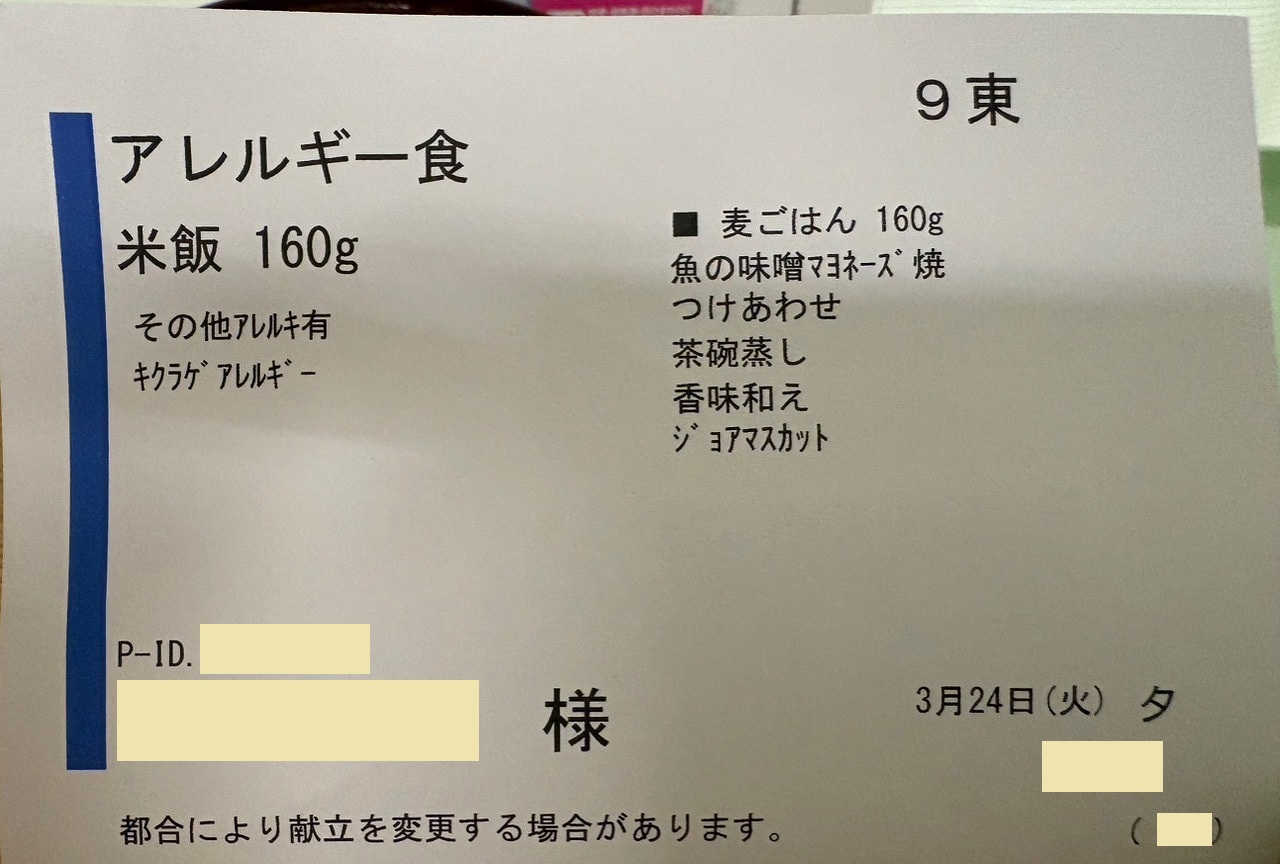 9東
アレルギー食
米飯 160g
その他ｱﾚﾙｷ有
ｷｸﾗｹﾞｱﾚﾙｷﾞｰ
■ 麦ごはん 160g
魚の味噌ﾏﾖﾈｰｽﾞ焼
つけあわせ
茶碗蒸し
香味和え
ｼﾞｮｱﾏｽｶｯﾄ
P-ID.
様
3月24日(火) 夕
( )
都合により献立を変更する場合があります。